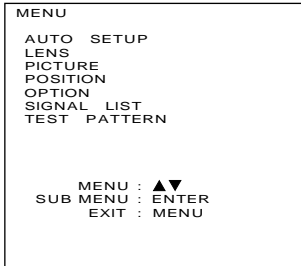 MENU
AUTO SETUP
LENS
PICTURE
POSITION
OPTION
SIGNAL LIST
TEST PATTERN
MENU : ▲▼
SUB MENU : ENTER
EXIT : MENU